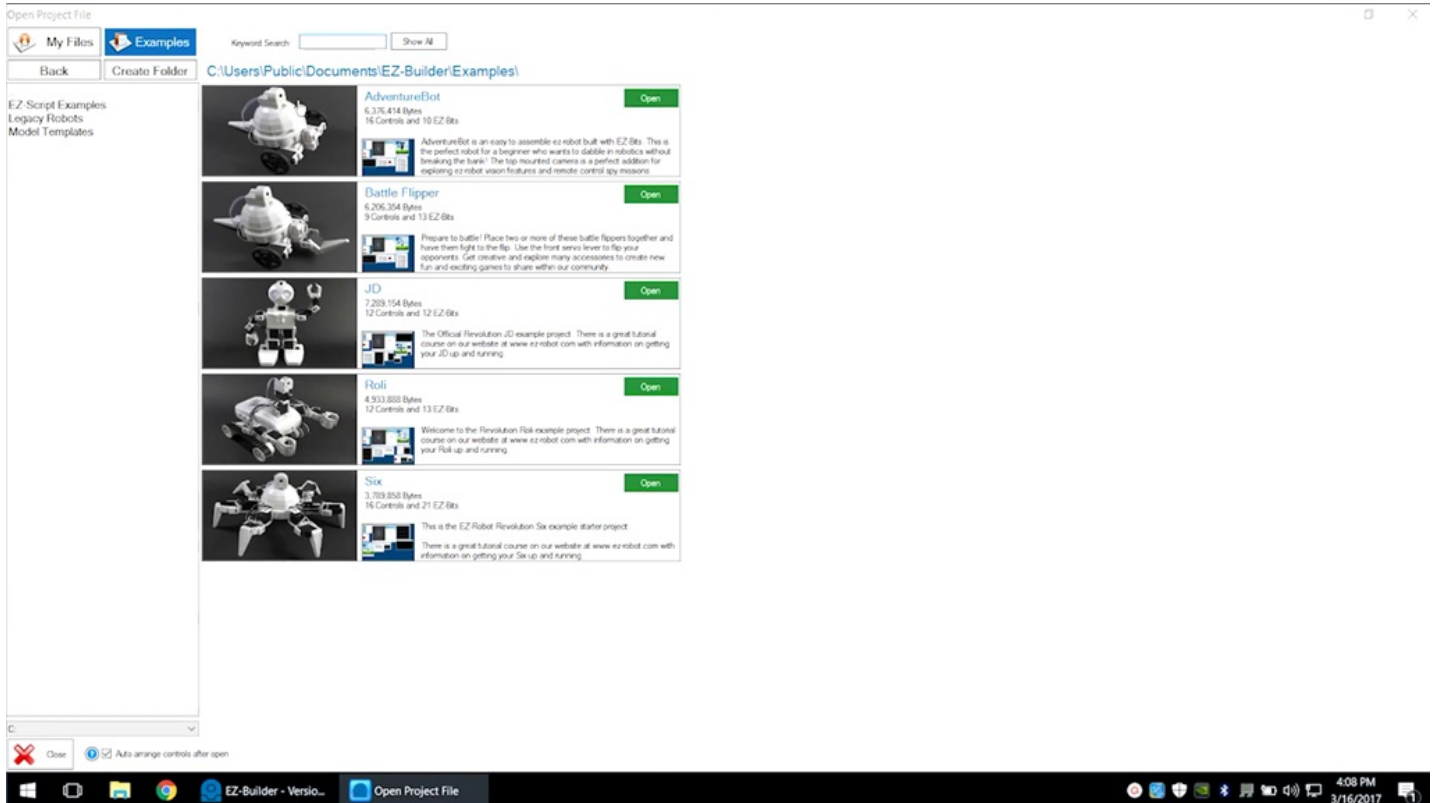 Open Project File
My Files
Examples
Keyword Search
Show All
Back
Create Folder
C:\Users\Public\Documents\EZ-Builder\Examples\
EZ-Script Examples
Legacy Robots
Model Templates
AdventureBot
Open
6,376,414 Bytes
16 Controls and 10 EZ-Bits
AdventureBot is an easy to assemble ez-robot built with EZ-Bits. This is
the perfect robot for a beginner who wants to dabble in robotics without
breaking the bank! The top mounted camera is a perfect addition for
exploring ez-robot vision features and remote control spy missions
Battle Flipper
Open
6,206,354 Bytes
9 Controls and 13 EZ-Bits
Prepare to battle! Place two or more of these battle flippers together and
have them fight to the flip. Use the front servo lever to flip your
opponents. Get creative and explore many accessories to create new
fun and exciting games to share within our community
JD
Open
7,289,154 Bytes
12 Controls and 12 EZ-Bits
The Official Revolution JD example project. There is a great tutorial
course on our website at www.ez-robot.com with information on getting
your JD up and running
Roli
Open
4,933,888 Bytes
12 Controls and 13 EZ-Bits
Welcome to the Revolution Roli example project. There is a great tutorial
course on our website at www.ez-robot.com with information on getting
your Roli up and running.
Six
Open
3,789,858 Bytes
16 Controls and 21 EZ-Bits
This is the EZ-Robot Revolution Six example starter project
There is a great tutorial course on our website at www.ez-robot.com with
information on getting your Six up and running
C:
Close
Auto arrange controls after open
EZ-Builder - Versio...
Open Project File
4:08 PM
3/16/2017